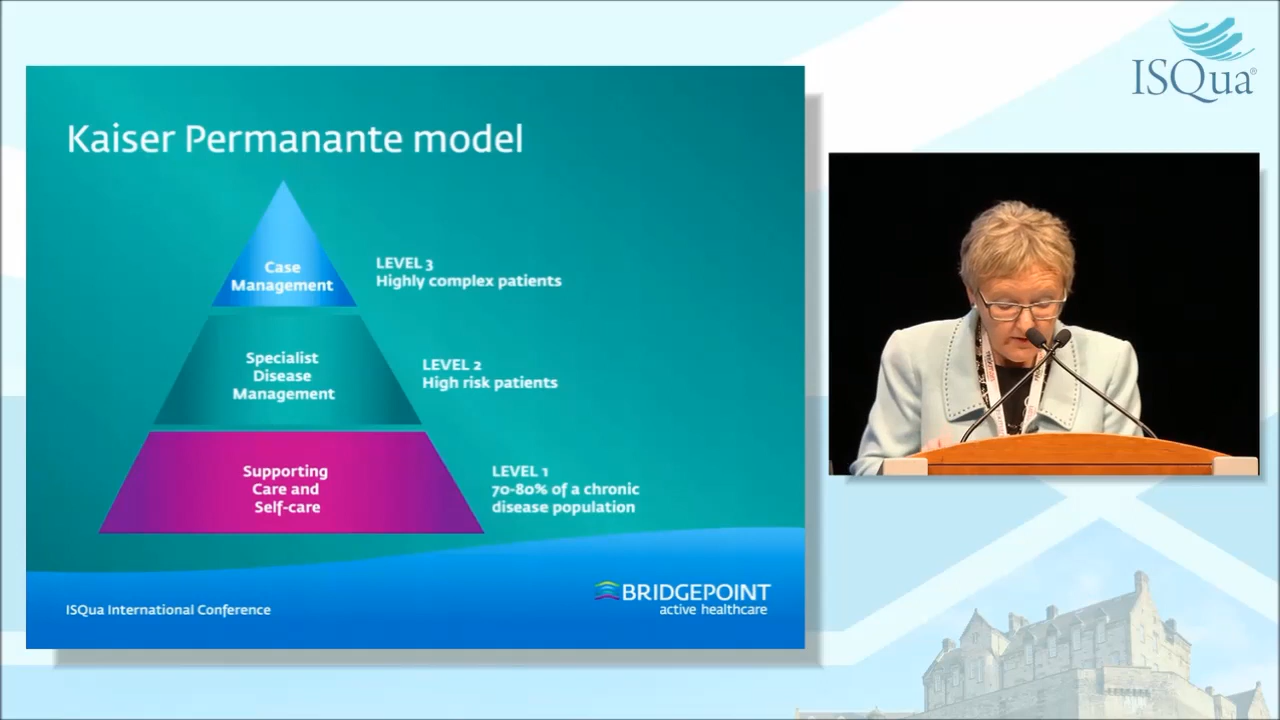 ISQua®
Kaiser Permanante model
Case
Management
LEVEL 3
Highly complex patients
Specialist
Disease
Management
LEVEL 2
High risk patients
Supporting
Care and
Self-care
LEVEL 1
70-80% of a chronic
disease population
ISQua International Conference
BRIDGEPOINT
active healthcare